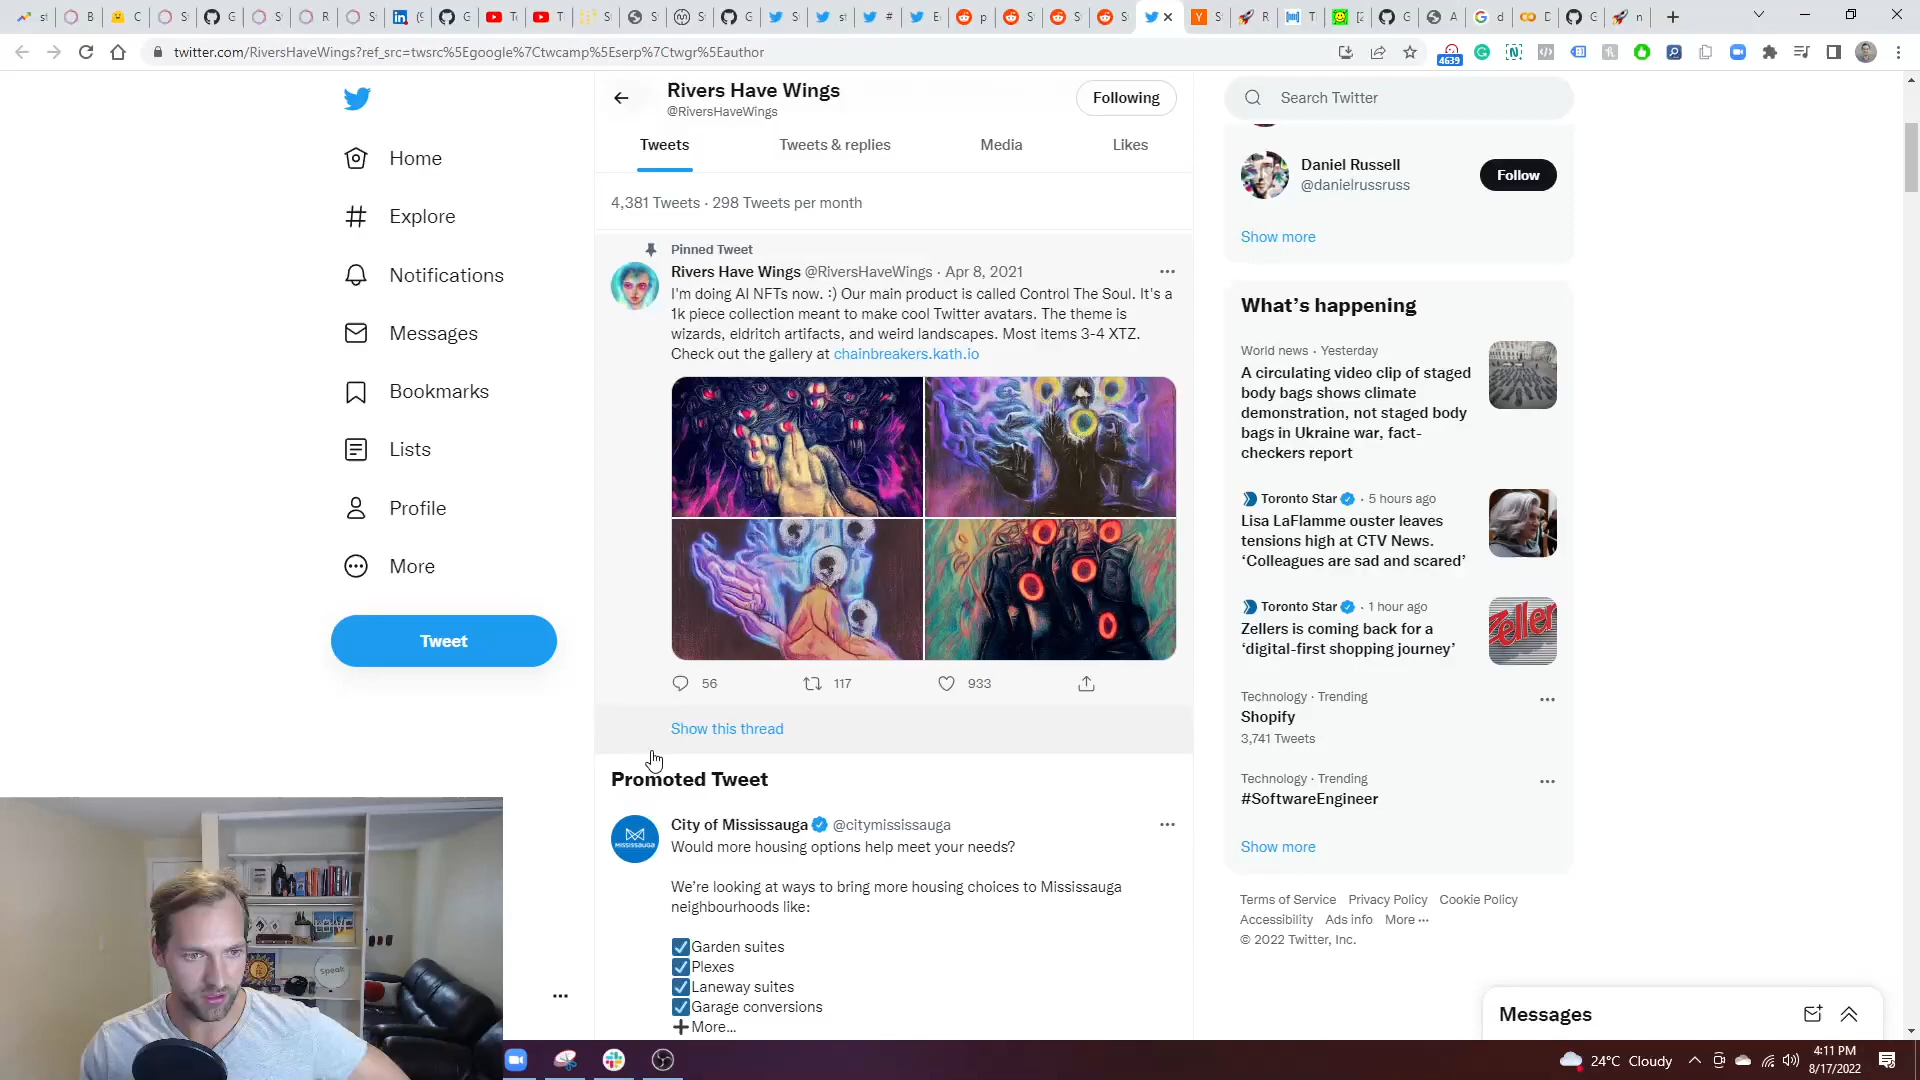 twitter.com/RiversHaveWings?ref_src=twsrc%5Egoogle%7Ctwcamp%5Eserp%7Ctwgr%5Eauthor
4639
Home
Explore
Notifications
Messages
Bookmarks
Lists
Profile
More
Tweet
Rivers Have Wings
@RiversHaveWings
Following
Tweets
Tweets & replies
Media
Likes
4,381 Tweets · 298 Tweets per month
Pinned Tweet
Rivers Have Wings @RiversHaveWings · Apr 8, 2021
I'm doing AI NFTs now. :) Our main product is called Control The Soul. It's a
1k piece collection meant to make cool Twitter avatars. The theme is
wizards, eldritch artifacts, and weird landscapes. Most items 3-4 XTZ.
Check out the gallery at chainbreakers.kath.io
56
117
933
Show this thread
Promoted Tweet
City of Mississauga @citymississauga
Would more housing options help meet your needs?
We're looking at ways to bring more housing choices to Mississauga
neighbourhoods like:
Garden suites
Plexes
Laneway suites
Garage conversions
More...
MISSISSAUGA
Search Twitter
Daniel Russell
@danielrussruss
Follow
Show more
What's happening
World news · Yesterday
A circulating video clip of staged
body bags shows climate
demonstration, not staged body
bags in Ukraine war, fact-
checkers report
Toronto Star · 5 hours ago
Lisa LaFlamme ouster leaves
tensions high at CTV News.
‘Colleagues are sad and scared’
Toronto Star · 1 hour ago
Zellers is coming back for a
‘digital-first shopping journey’
Zeller
Technology · Trending
Shopify
3,741 Tweets
Technology · Trending
#SoftwareEngineer
Show more
Terms of Service Privacy Policy Cookie Policy
Accessibility Ads info More ···
© 2022 Twitter, Inc.
Messages
Speak
24°C Cloudy
4:11 PM
8/17/2022